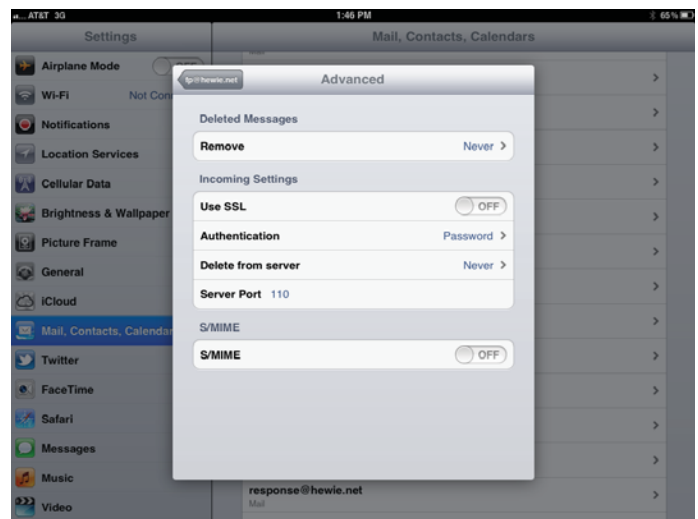 AT&T 3G 1:46 PM 65%
Settings
Mail, Contacts, Calendars
Airplane Mode
Wi-Fi Not Con
Notifications
Location Services
Cellular Data
Brightness & Wallpaper
Picture Frame
General
iCloud
Mail, Contacts, Calendar
Twitter
FaceTime
Safari
Messages
Music
Video
fp@hewie.net
Advanced
Deleted Messages
Remove Never
Incoming Settings
Use SSL OFF
Authentication Password
Delete from server Never
Server Port 110
S/MIME
S/MIME OFF
response@hewie.net
Mail